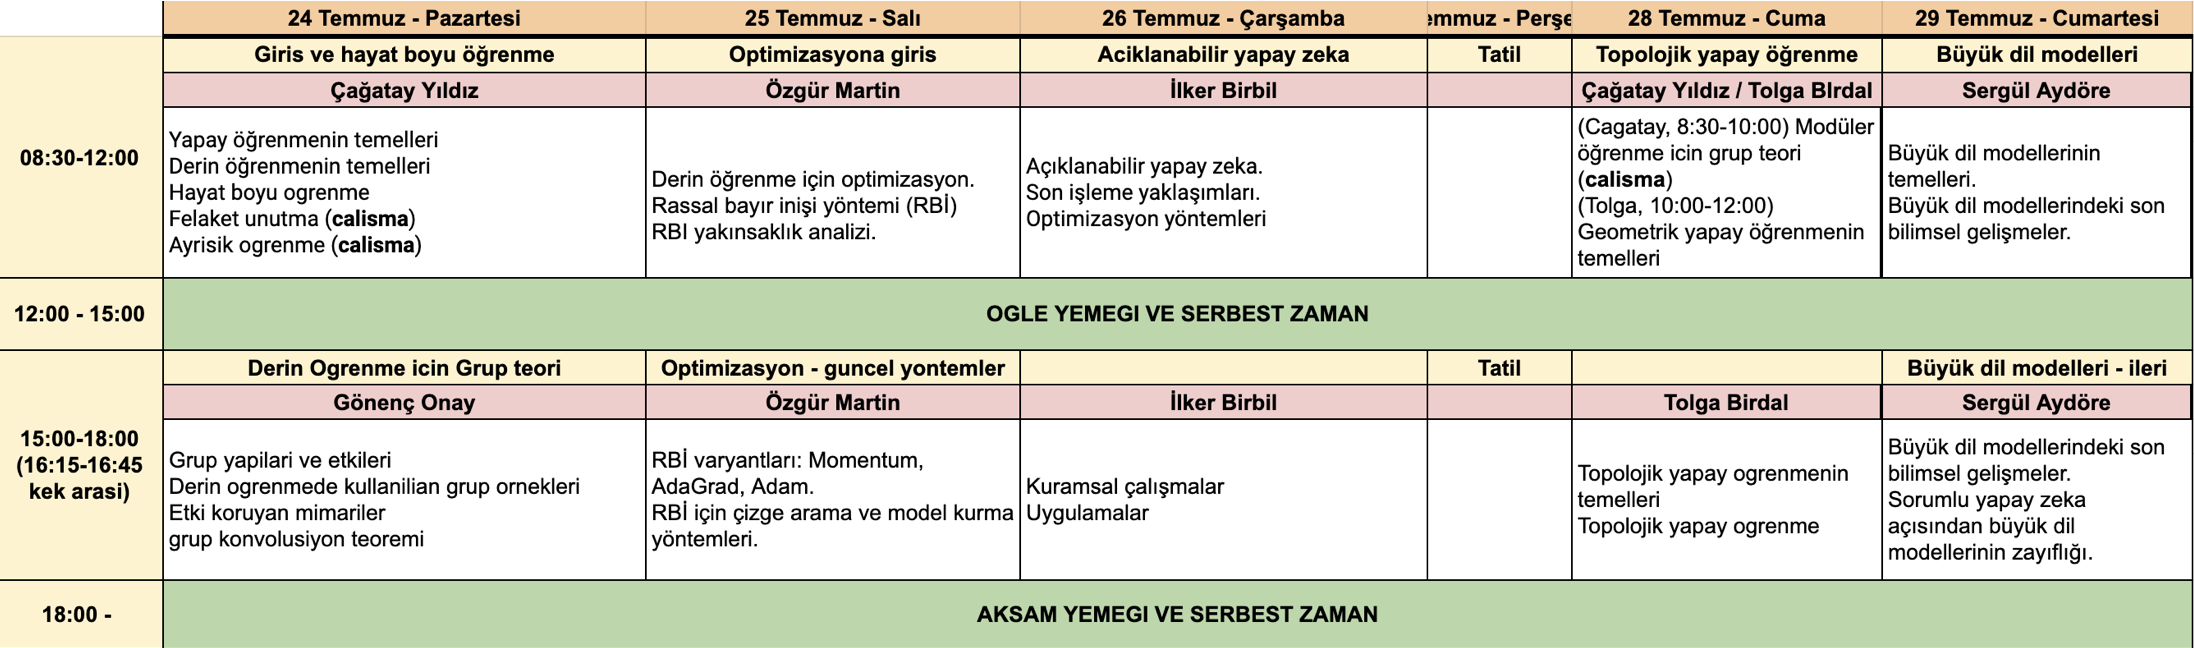 24 Temmuz - Pazartesi
25 Temmuz - Salı
26 Temmuz - Çarşamba
emmuz - Perşe
28 Temmuz - Cuma
29 Temmuz - Cumartesi
08:30-12:00
Giris ve hayat boyu öğrenme
Optimizasyona giris
Aciklanabilir yapay zeka
Tatil
Topolojik yapay öğrenme
Büyük dil modelleri
Çağatay Yıldız
Özgür Martin
İlker Birbil
Çağatay Yıldız / Tolga BIrdal
Sergül Aydöre
Yapay öğrenmenin temelleri
Derin öğrenmenin temelleri
Hayat boyu ogrenme
Felaket unutma (calisma)
Ayrisik ogrenme (calisma)
Derin öğrenme için optimizasyon.
Rassal bayır inişi yöntemi (RBİ)
RBI yakınsaklık analizi.
Açıklanabilir yapay zeka.
Son işleme yaklaşımları.
Optimizasyon yöntemleri
(Cagatay, 8:30-10:00) Modüler
öğrenme icin grup teori
(calisma)
(Tolga, 10:00-12:00)
Geometrik yapay öğrenmenin
temelleri
Büyük dil modellerinin
temelleri.
Büyük dil modellerindeki son
bilimsel gelişmeler.
12:00 - 15:00
OGLE YEMEGI VE SERBEST ZAMAN
15:00-18:00
(16:15-16:45
kek arasi)
Derin Ogrenme icin Grup teori
Optimizasyon - guncel yontemler
Tatil
Büyük dil modelleri - ileri
Gönenç Onay
Özgür Martin
İlker Birbil
Tolga Birdal
Sergül Aydöre
Grup yapilari ve etkileri
Derin ogrenmede kullanilian grup ornekleri
Etki koruyan mimariler
grup konvolusiyon teoremi
RBİ varyantları: Momentum,
AdaGrad, Adam.
RBİ için çizge arama ve model kurma
yöntemleri.
Kuramsal çalışmalar
Uygulamalar
Topolojik yapay ogrenmenin
temelleri
Topolojik yapay ogrenme
Büyük dil modellerindeki son
bilimsel gelişmeler.
Sorumlu yapay zeka
açısından büyük dil
modellerinin zayıflığı.
18:00 -
AKSAM YEMEGI VE SERBEST ZAMAN